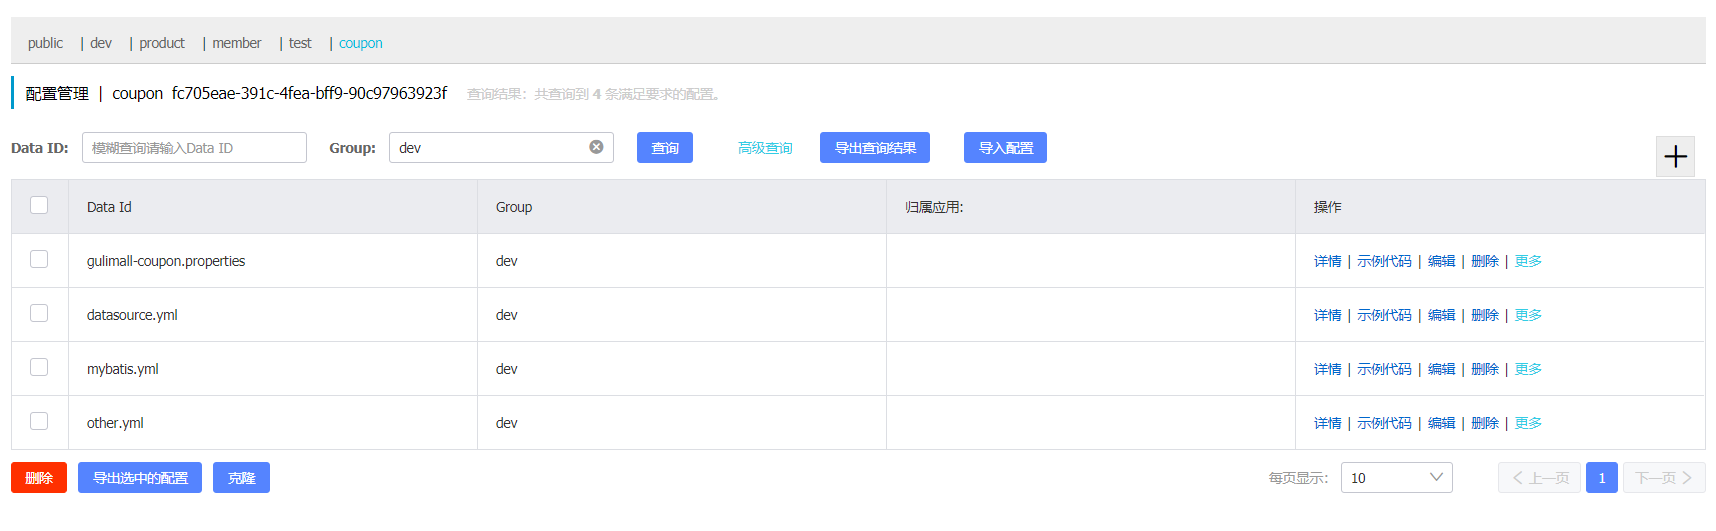 public | dev | product | member | test | coupon
配置管理 | coupon fc705eae-391c-4fea-bff9-90c97963923f 查询结果：共查询到 4 条满足要求的配置。
Data ID: 模糊查询请输入Data ID Group: dev 查询 高级查询 导出查询结果 导入配置
Data Id Group 归属应用: 操作
gulimall-coupon.properties dev 详情 | 示例代码 | 编辑 | 删除 | 更多
datasource.yml dev 详情 | 示例代码 | 编辑 | 删除 | 更多
mybatis.yml dev 详情 | 示例代码 | 编辑 | 删除 | 更多
other.yml dev 详情 | 示例代码 | 编辑 | 删除 | 更多
删除 导出选中的配置 克隆 每页显示： 10 上一页 1 下一页